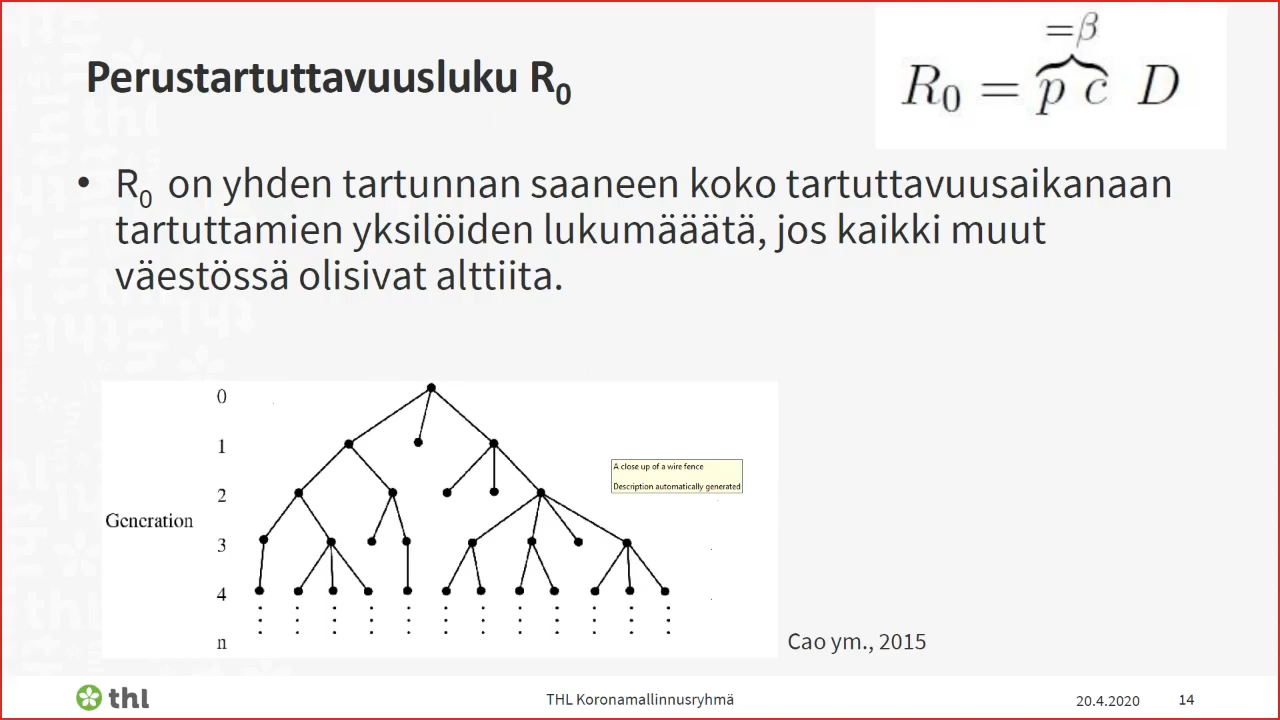 Perustartuttavuusluku R₀
=β
R₀ = p c D
• R₀ on yhden tartunnan saaneen koko tartuttavuusaikanaan
tartuttamien yksilöiden lukumääätä, jos kaikki muut
väestössä olisivat alttiita.
0
1
2
Generation
3
4
n
A close up of a wire fence
Description automatically generated
Cao ym., 2015
thl
THL Koronamallinnusryhmä
20.4.2020
14